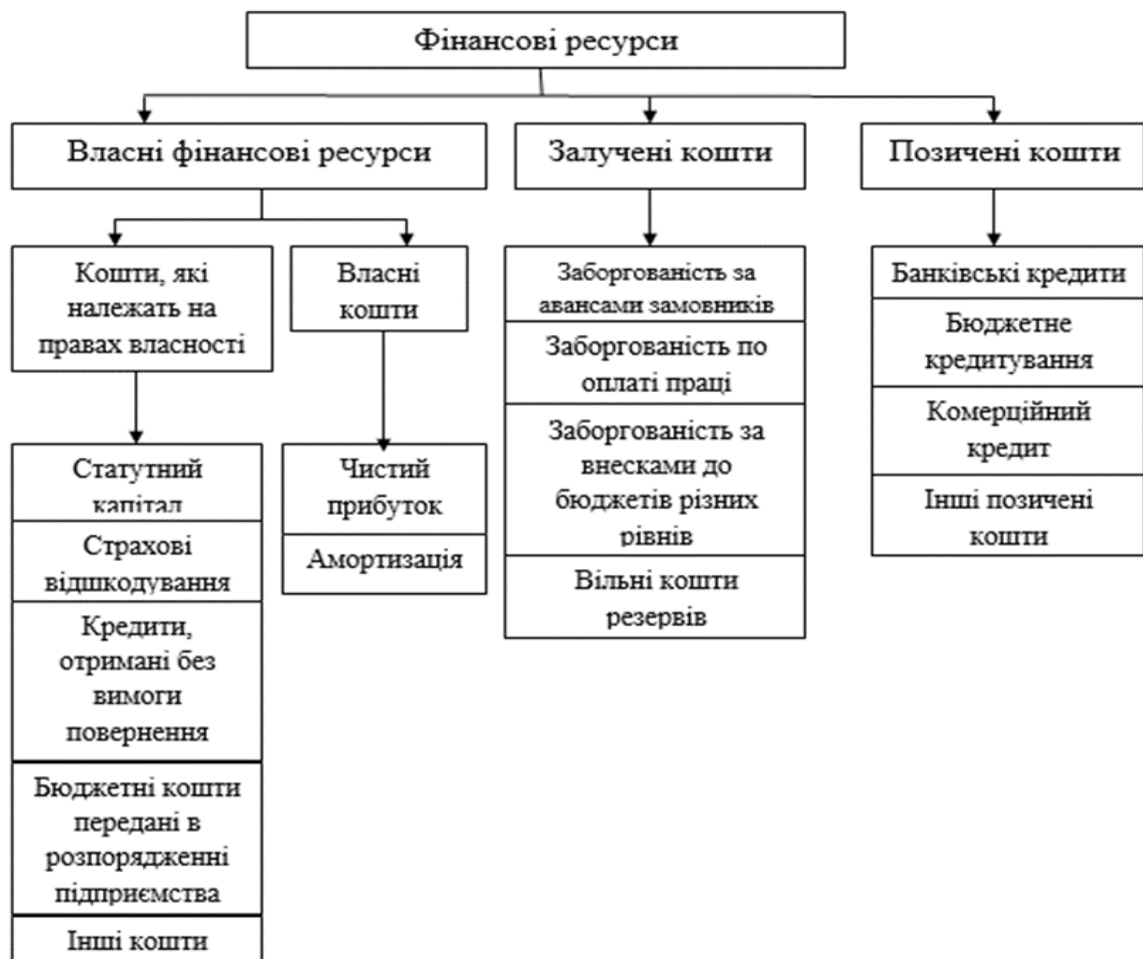 Фінансові ресурси
Власні фінансові ресурси
Залучені кошти
Позичені кошти
Кошти, які
належать на
правах власності
Власні
кошти
Статутний
капітал
Страхові
відшкодування
Кредити,
отримані без
вимоги
повернення
Бюджетні кошти
передані в
розпорядженні
підприємства
Інші кошти
Чистий
прибуток
Амортизація
Заборгованість за
авансами замовників
Заборгованість по
оплаті праці
Заборгованість за
внесками до
бюджетів різних
рівнів
Вільні кошти
резервів
Банківські кредити
Бюджетне
кредитування
Комерційний
кредит
Інші позичені
кошти